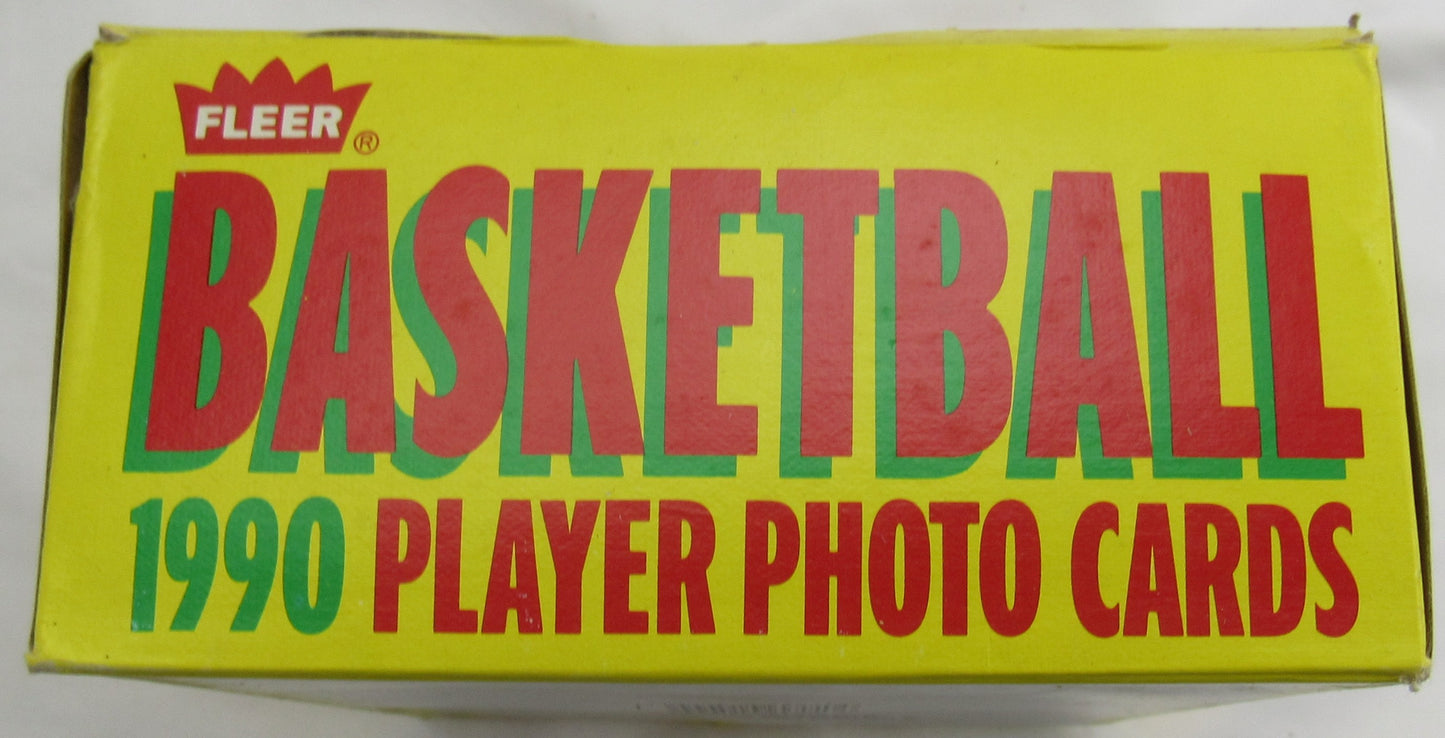 FLEER®
BASKETBALL
1990 PLAYER PHOTO CARDS